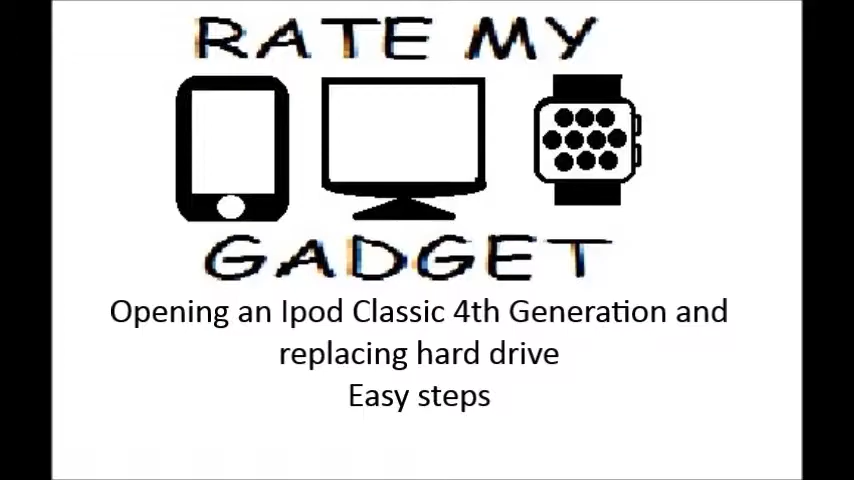 RATE MY
GADGET
Opening an Ipod Classic 4th Generation and
replacing hard drive
Easy steps